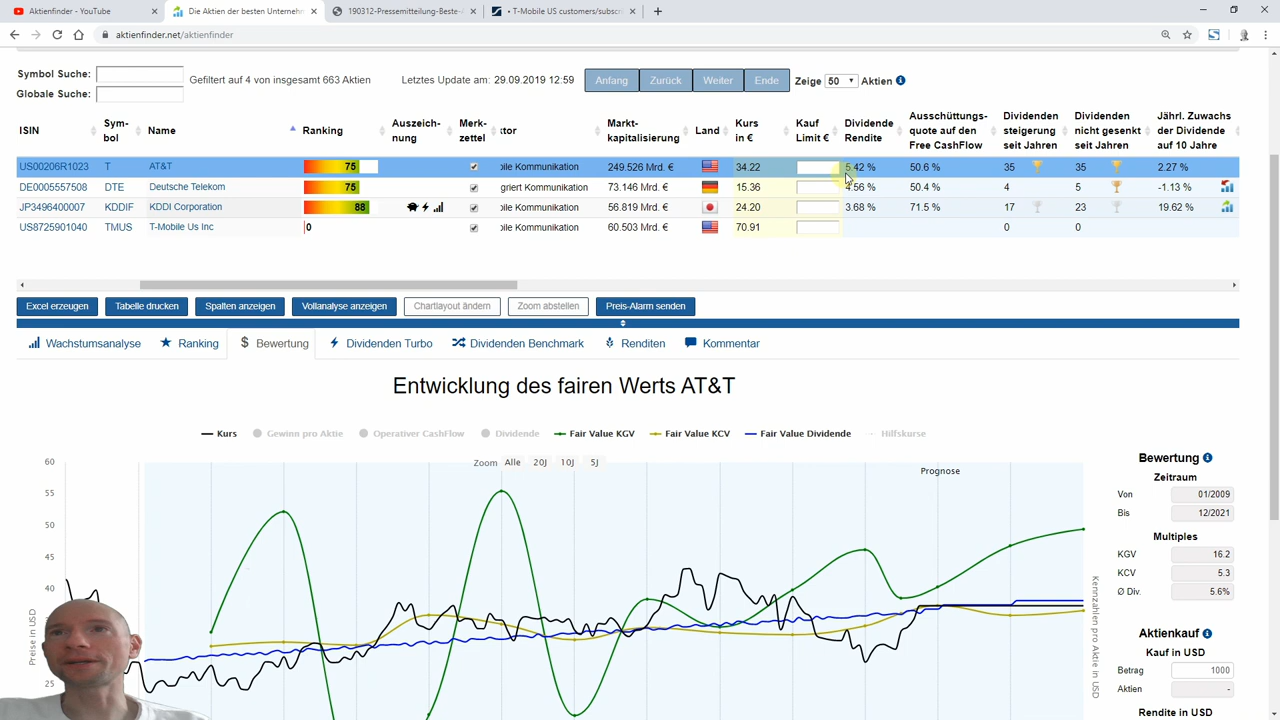 Aktienfinder - YouTube
Die Aktien der besten Unternehm
190312-Pressemitteilung-Beste-A
• T-Mobile US customers/subscri
aktienfinder.net/aktienfinder
Symbol Suche:
Globale Suche:
Gefiltert auf 4 von insgesamt 663 Aktien
Letztes Update am: 29.09.2019 12:59
Anfang Zurück Weiter Ende
Zeige 50 Aktien
ISIN Sym-bol Name Ranking Auszeich-nung Merk-zettel :tor Markt-kapitalisierung Land Kurs in € Kauf Limit € Dividende Rendite Ausschüttungs-quote auf den Free CashFlow Dividenden steigerung seit Jahren Dividenden nicht gesenkt seit Jahren Jährl. Zuwachs der Dividende auf 10 Jahre
US00206R1023 T AT&T 75 ile Kommunikation 249.526 Mrd. € 34.22 5.42 % 50.6 % 35 35 2.27 %
DE0005557508 DTE Deutsche Telekom 75 griert Kommunikation 73.146 Mrd. € 15.36 4.56 % 50.4 % 4 5 -1.13 %
JP3496400007 KDDIF KDDI Corporation 88 ile Kommunikation 56.819 Mrd. € 24.20 3.68 % 71.5 % 17 23 19.62 %
US8725901040 TMUS T-Mobile Us Inc 0 ile Kommunikation 60.503 Mrd. € 70.91 0 0
Excel erzeugen Tabelle drucken Spalten anzeigen Vollanalyse anzeigen Chartlayout ändern Zoom abstellen Preis-Alarm senden
Wachstumsanalyse Ranking Bewertung Dividenden Turbo Dividenden Benchmark Renditen Kommentar
Entwicklung des fairen Werts AT&T
Kurs Gewinn pro Aktie Operativer CashFlow Dividende Fair Value KGV Fair Value KCV Fair Value Dividende Hilfskurse
Zoom Alle 20J 10J 5J
Prognose
60
55
50
45
40
25
Preise in USD
Kennzahlen pro Aktie in USD
Bewertung
Zeitraum
Von 01/2009
Bis 12/2021
Multiples
KGV 16.2
KCV 5.3
Ø Div. 5.6%
Aktienkauf
Kauf in USD
Betrag 1000
Aktien -
Rendite in USD